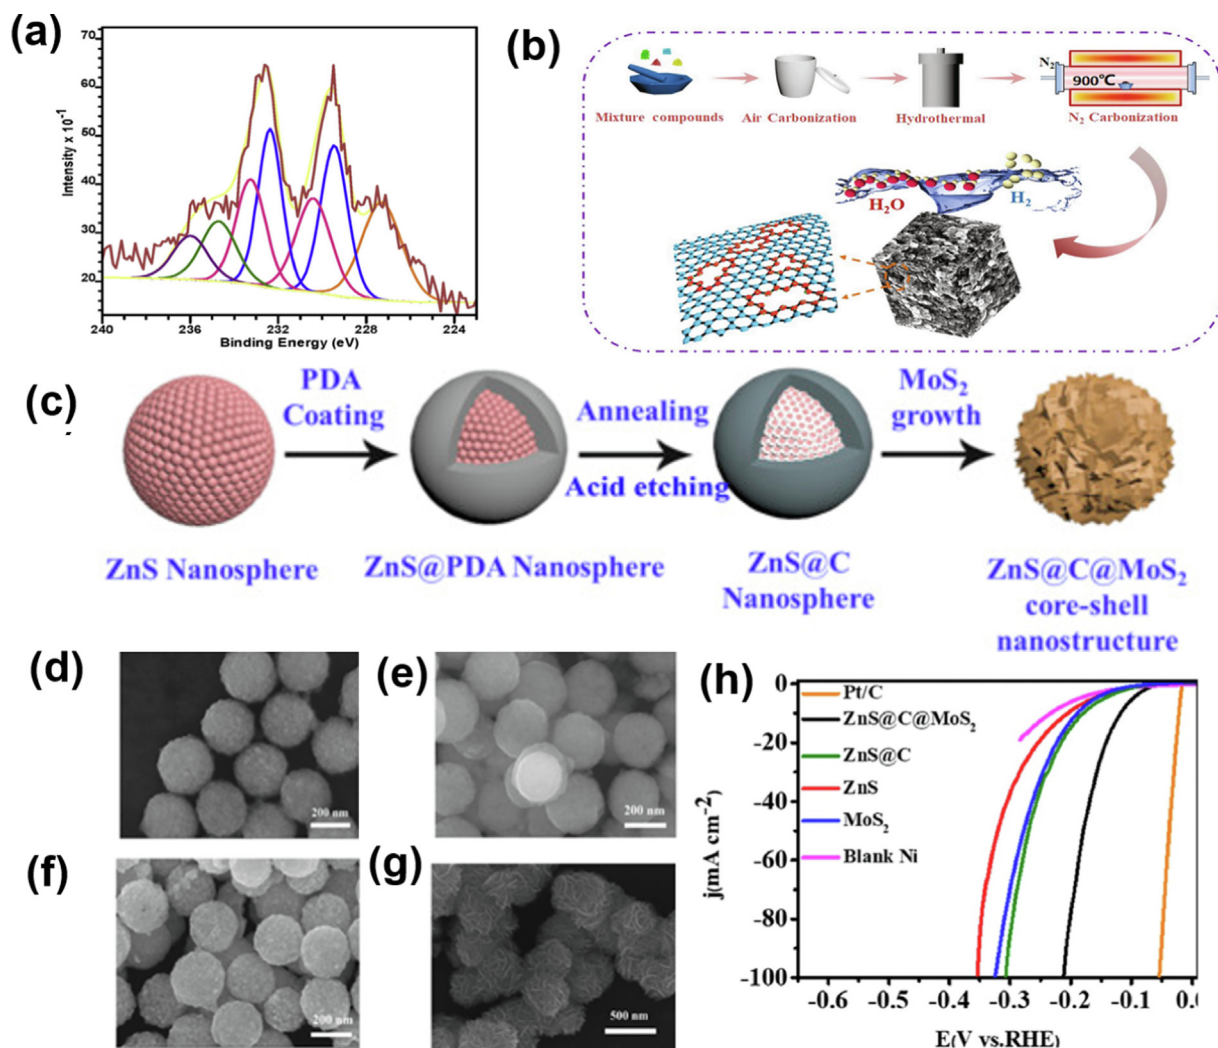 (a)
70
60
50
40
30
20
Intensity x 10⁻¹
240
236
232
228
224
Binding Energy (eV)
(b)
Mixture compounds
Air Carbonization
Hydrothermal
N₂
900℃
N₂ Carbonization
H₂O
H₂
(c)
PDA
Coating
Annealing
Acid etching
MoS₂
growth
ZnS Nanosphere
ZnS@PDA Nanosphere
ZnS@C
Nanosphere
ZnS@C@MoS₂
core-shell
nanostructure
(d)
200 nm
(e)
200 nm
(f)
200 nm
(g)
500 nm
(h)
Pt/C
ZnS@C@MoS₂
ZnS@C
ZnS
MoS₂
Blank Ni
0
-20
-40
-60
-80
-100
j(mA cm⁻²)
-0.6
-0.5
-0.4
-0.3
-0.2
-0.1
0.0
E(V vs.RHE)